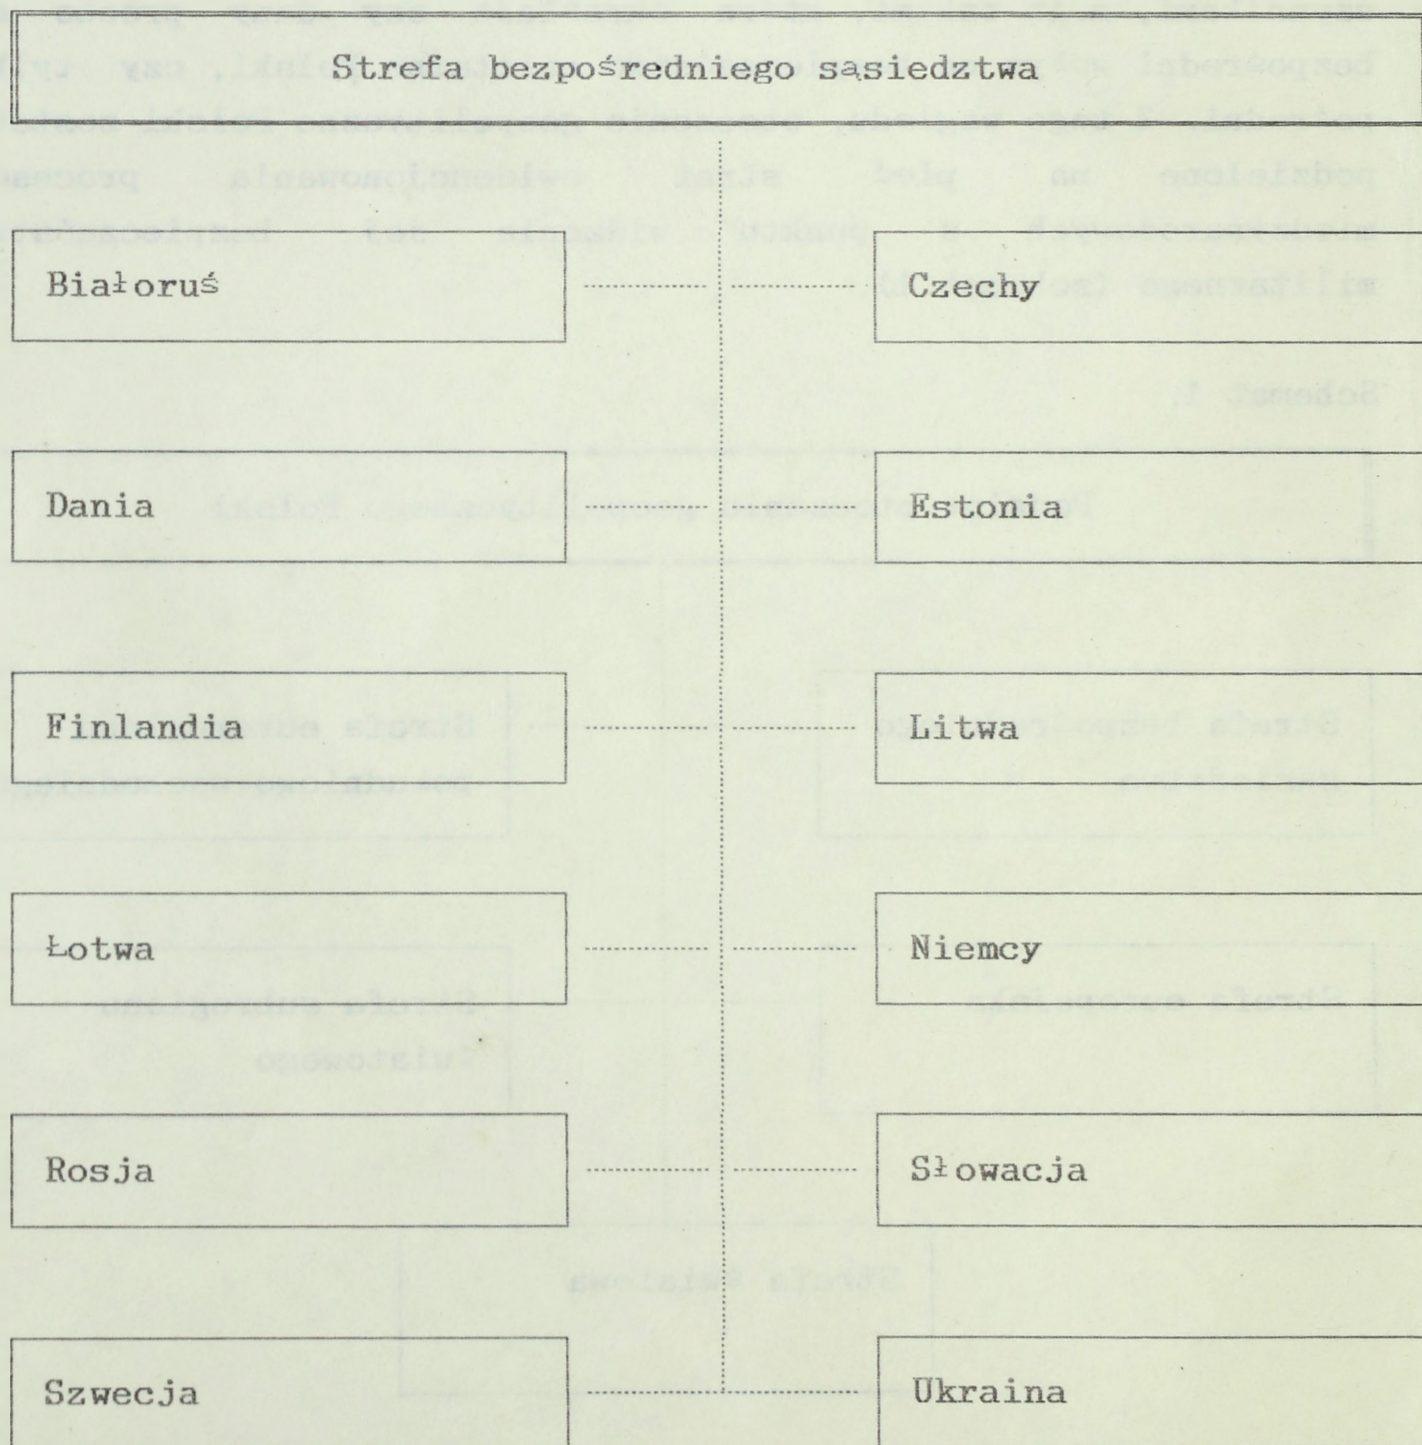 Strefa bezpośredniego sąsiedztwa
Białoruś
Czechy
Dania
Estonia
Finlandia
Litwa
Łotwa
Niemcy
Rosja
Słowacja
Szwecja
Ukraina